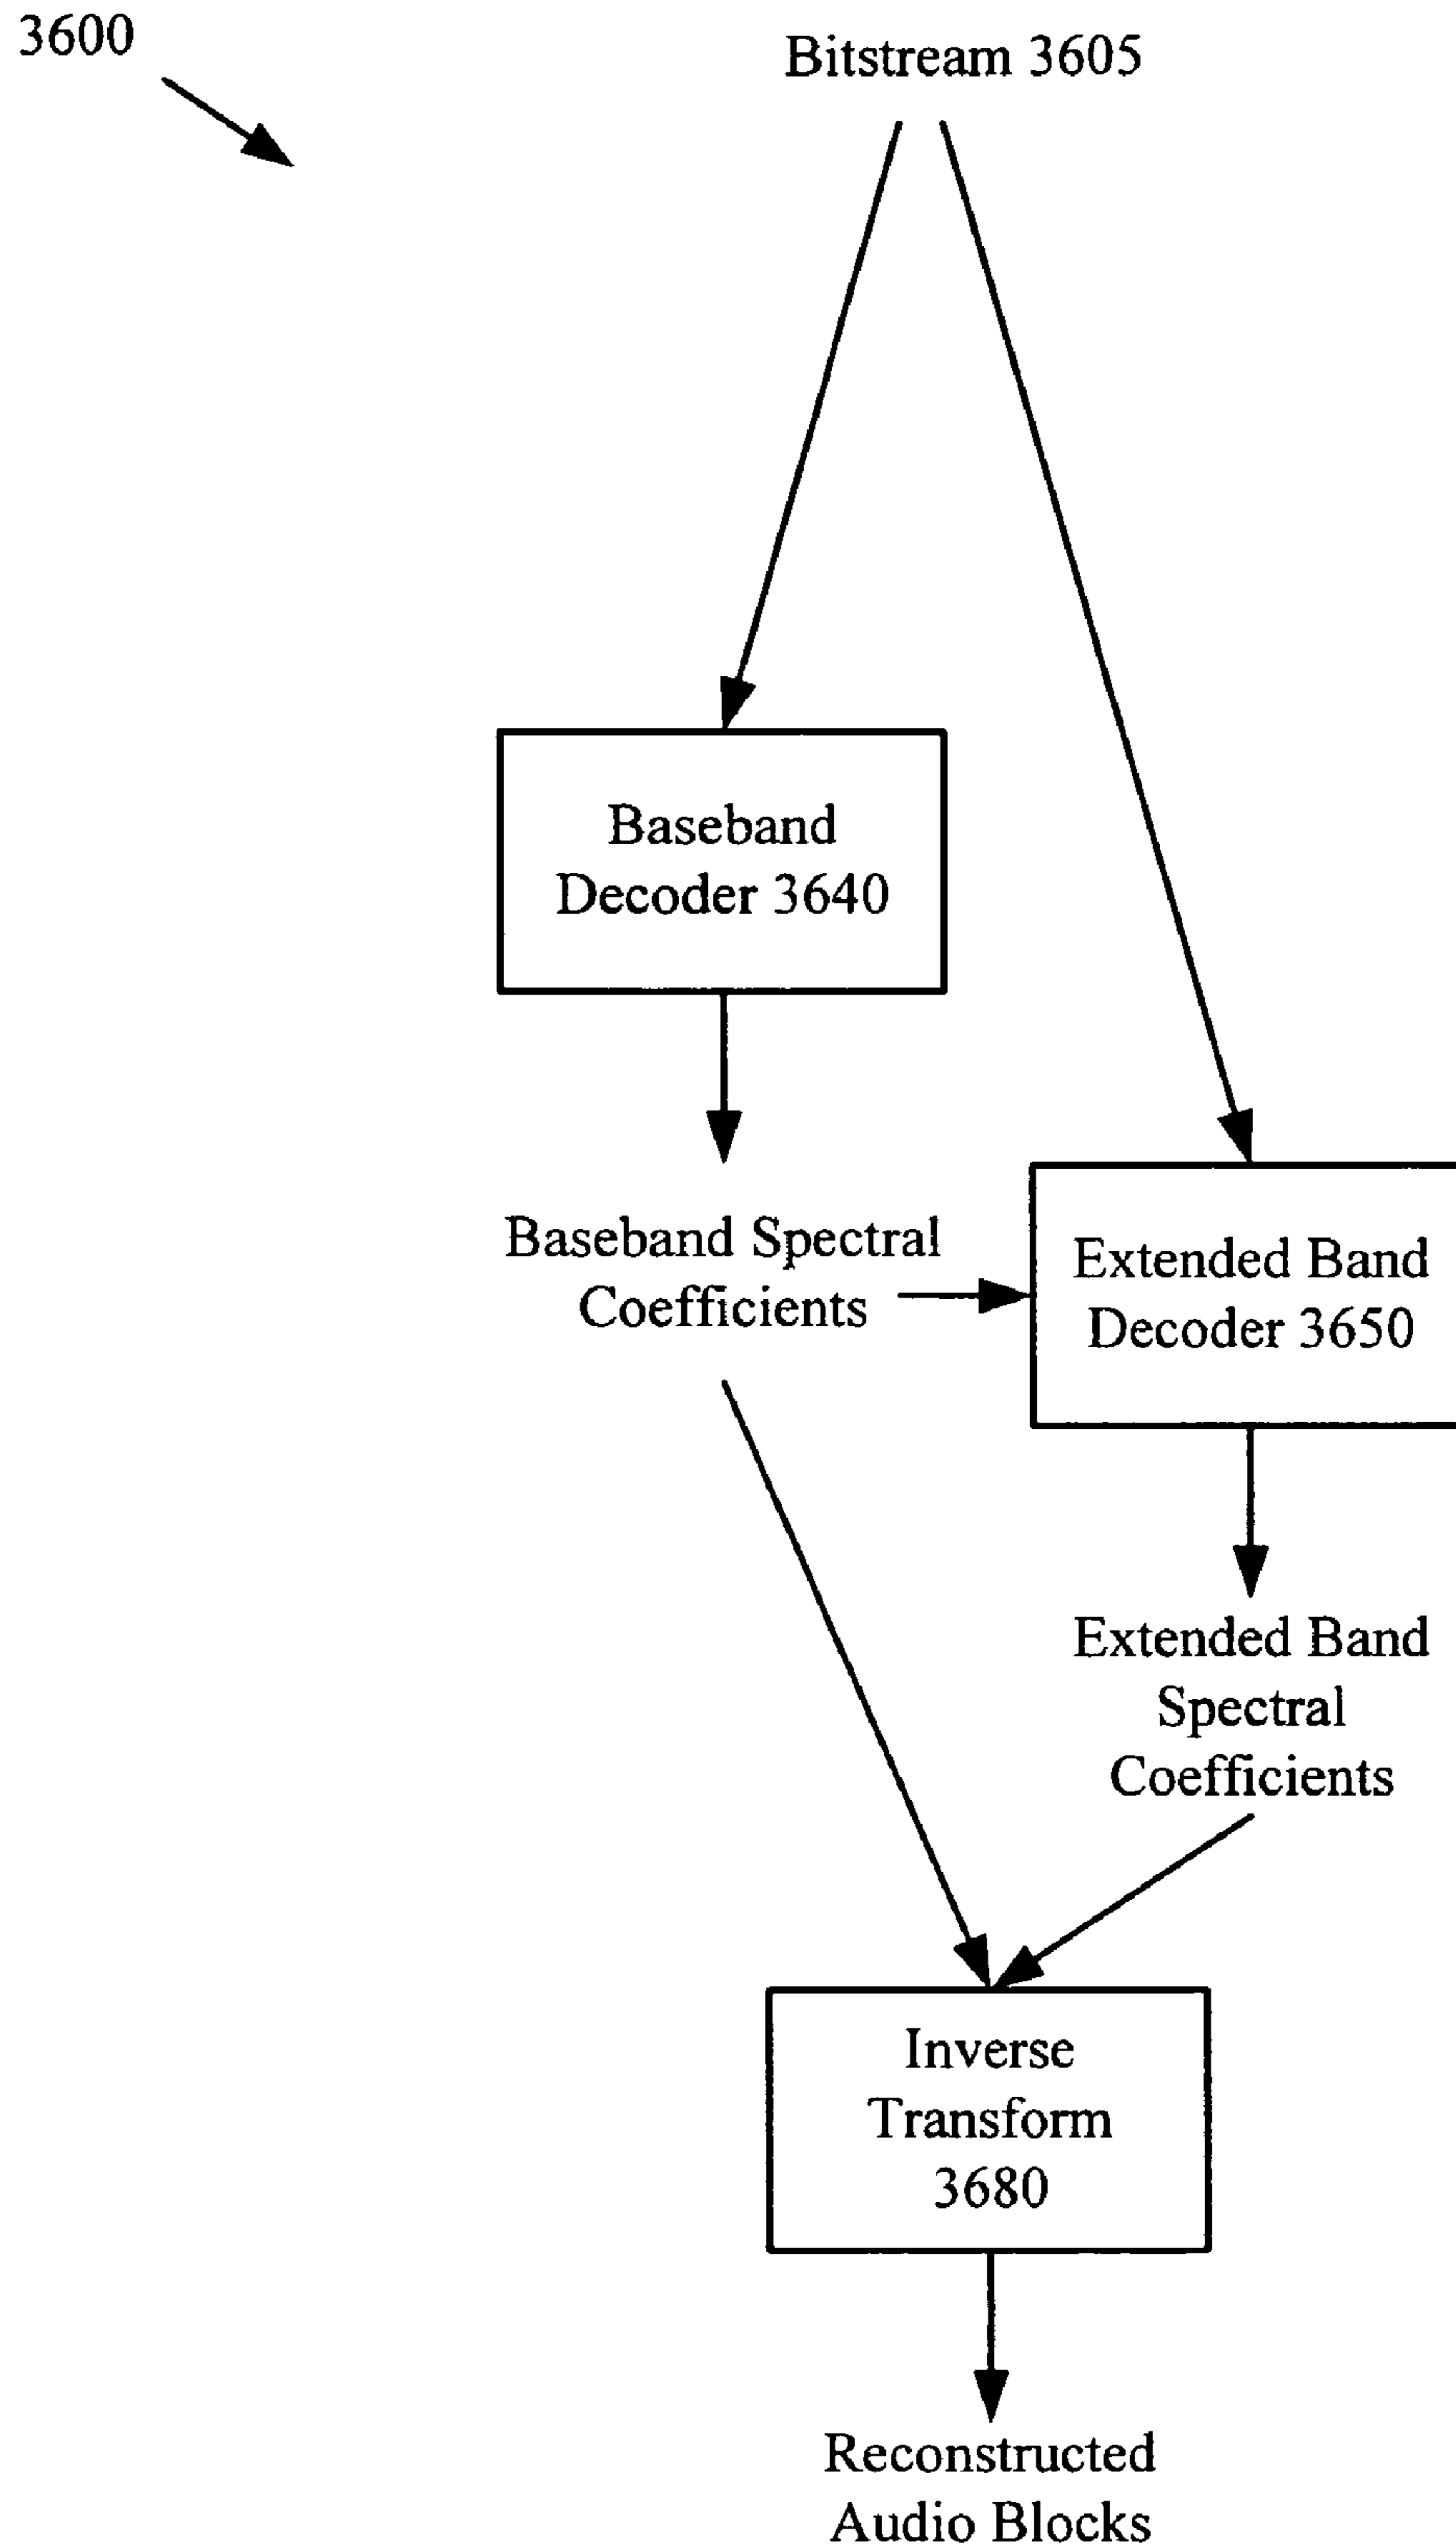 3600
Bitstream 3605
Baseband
Decoder 3640
Baseband Spectral
Coefficients
Extended Band
Decoder 3650
Extended Band
Spectral
Coefficients
Inverse
Transform
3680
Reconstructed
Audio Blocks